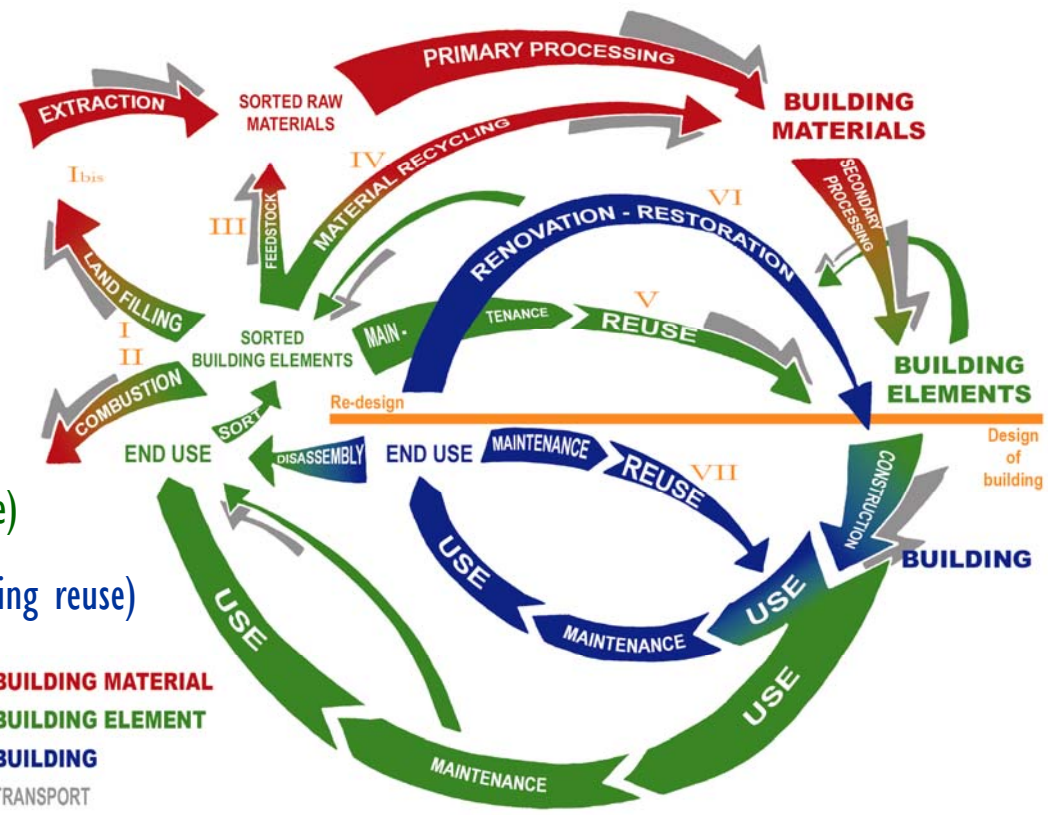 EXTRACTION
SORTED RAW
MATERIALS
PRIMARY PROCESSING
BUILDING
MATERIALS
Ibis
III
FEEDSTOCK
IV
MATERIAL RECYCLING
VI
RENOVATION - RESTORATION
SECONDARY
PROCESSING
LAND FILLING
I
II
COMBUSTION
SORTED
BUILDING ELEMENTS
MAIN-
TENANCE
V
REUSE
BUILDING
ELEMENTS
Re-design
Design
of
building
SORT
END USE
DISASSEMBLY
END USE
MAINTENANCE
REUSE
VII
CONSTRUCTION
BUILDING
e)
ing reuse)
USE
USE
MAINTENANCE
USE
USE
MAINTENANCE
BUILDING MATERIAL
BUILDING ELEMENT
BUILDING
TRANSPORT